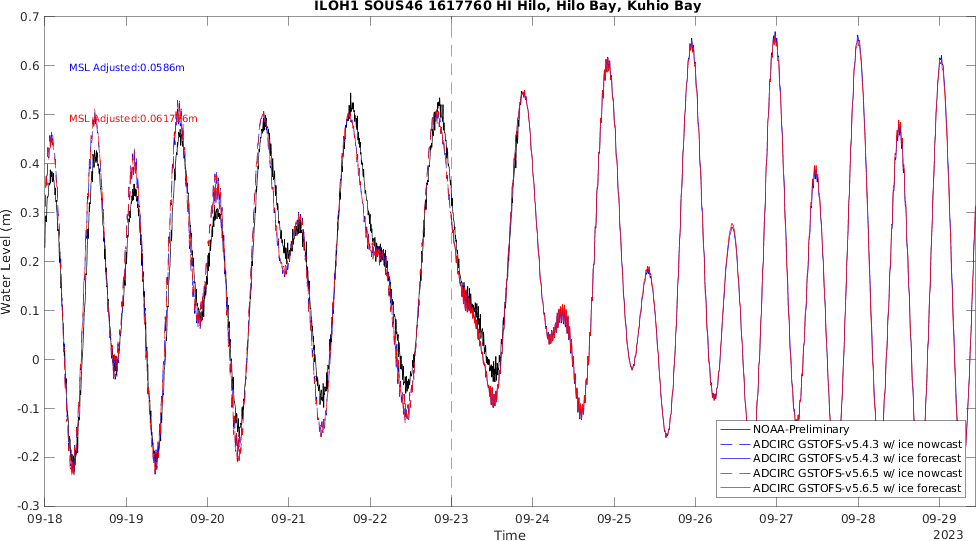 ILOH1 SOUS46 1617760 HI Hilo, Hilo Bay, Kuhio Bay
0.7
0.6
0.5
0.4
0.3
0.2
0.1
0
-0.1
-0.2
-0.3
Water Level (m)
MSL Adjusted:0.0586m
NOAA-Preliminary
ADCIRC GSTOFS-v5.4.3 w/ ice nowcast
ADCIRC GSTOFS-v5.4.3 w/ ice forecast
ADCIRC GSTOFS-v5.6.5 w/ ice nowcast
ADCIRC GSTOFS-v5.6.5 w/ ice forecast
09-18 09-19 09-20 09-21 09-22 09-23 09-24 09-25 09-26 09-27 09-28 09-29
Time
2023